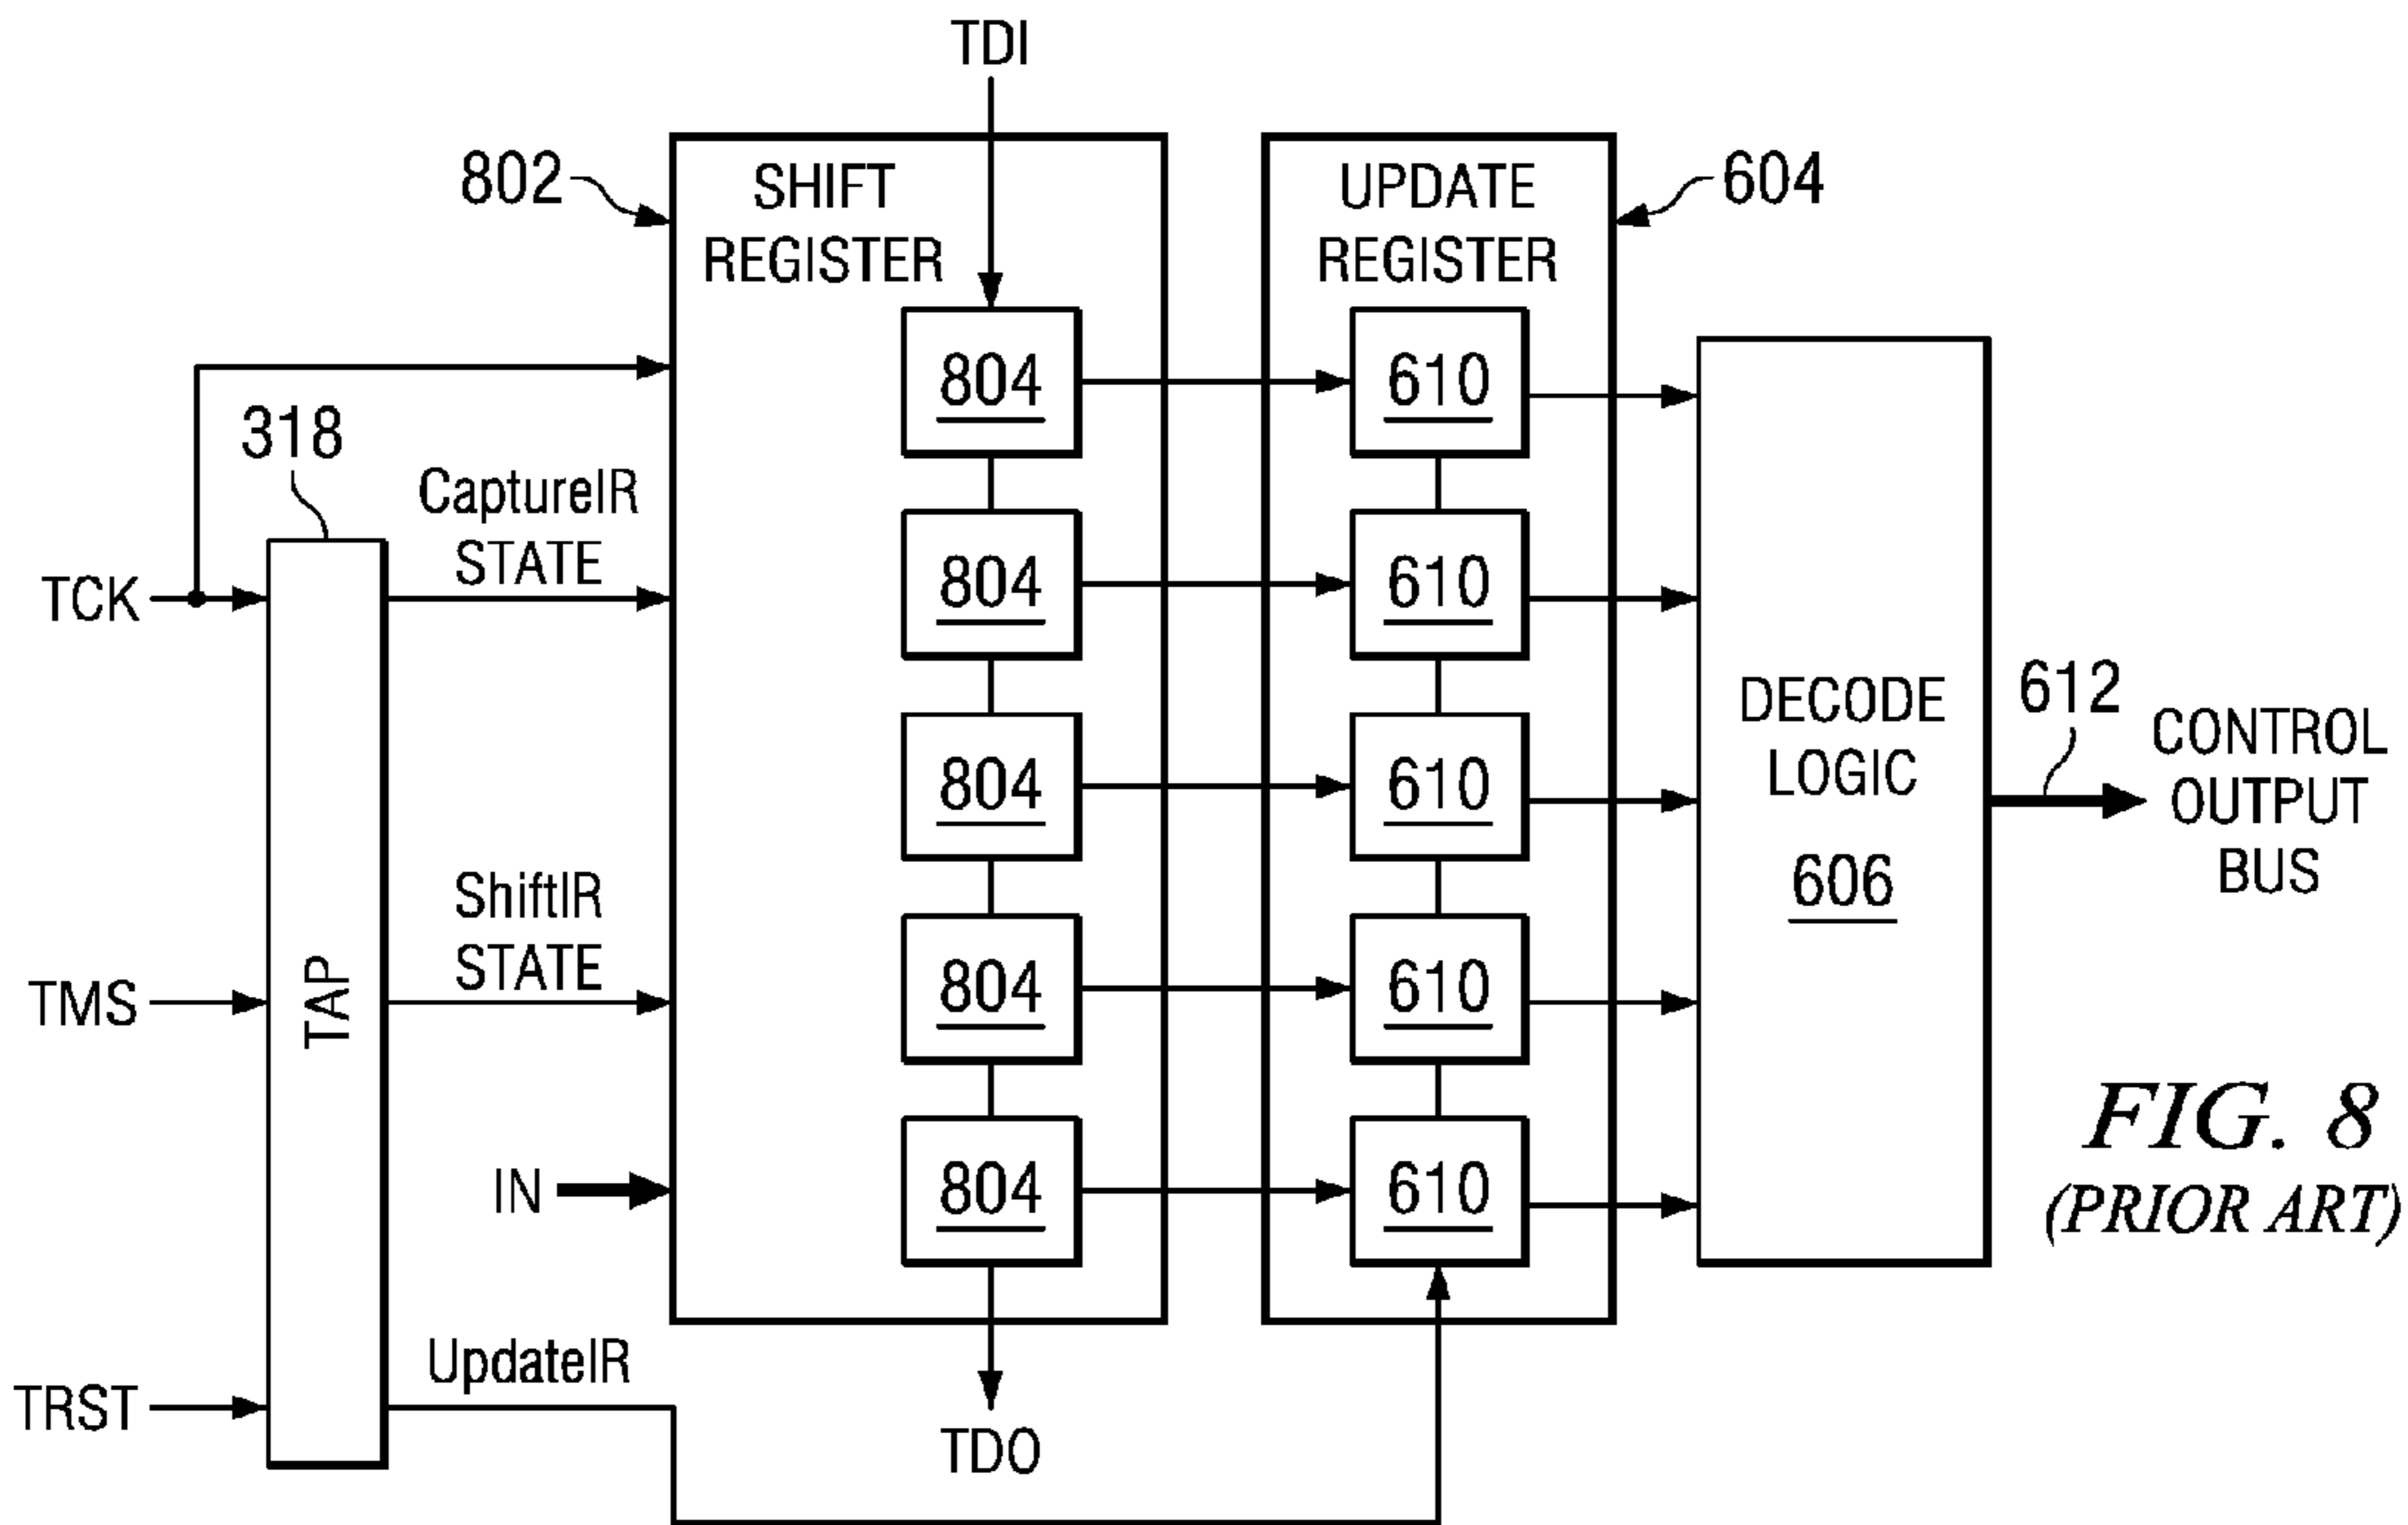 TDI
802
SHIFT
REGISTER
UPDATE
REGISTER
604
318
CaptureIR
STATE
TCK
804
610
804
610
804
610
DECODE
LOGIC
606
612
CONTROL
OUTPUT
BUS
TMS
TAP
ShiftIR
STATE
804
610
IN
804
610
FIG. 8
(PRIOR ART)
TRST
UpdateIR
TDO